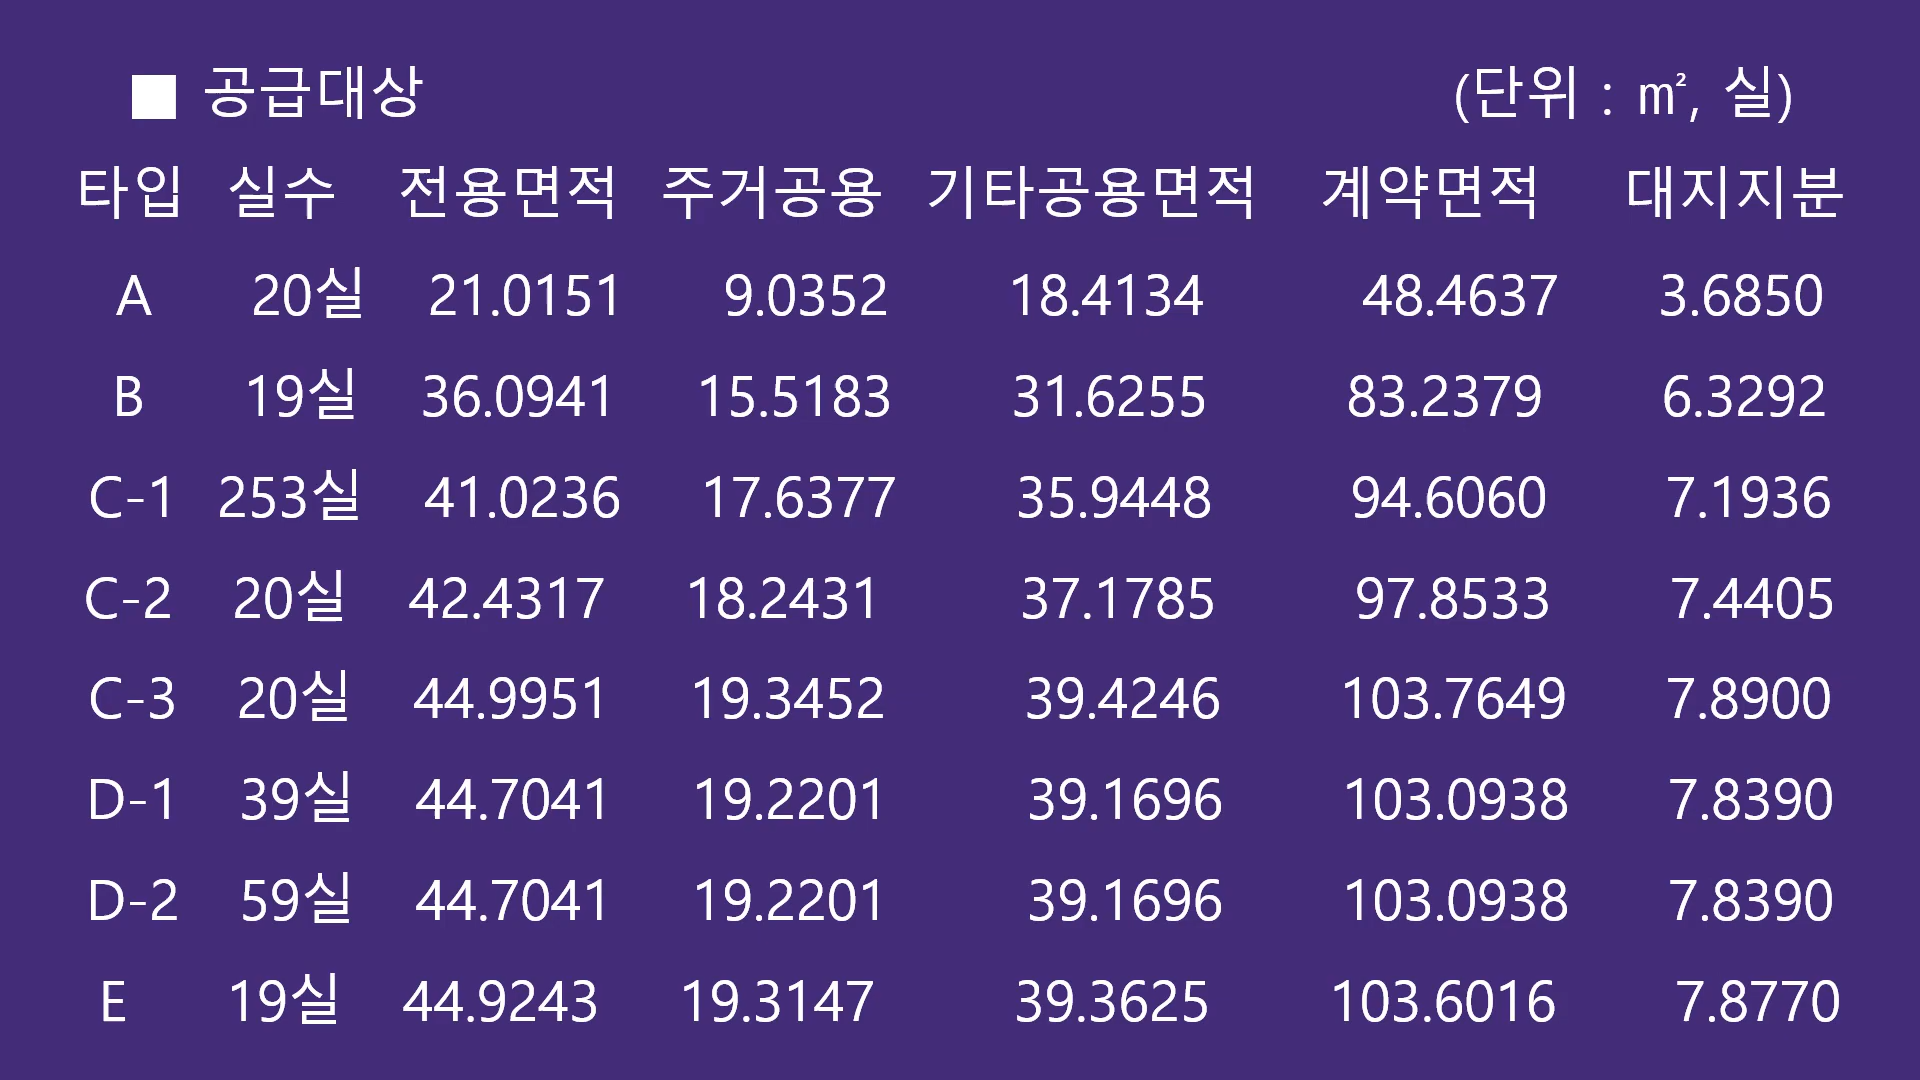 ■ 공급대상 (단위 : ㎡, 실)
타입 실수 전용면적 주거공용 기타공용면적 계약면적 대지지분
A 20실 21.0151 9.0352 18.4134 48.4637 3.6850
B 19실 36.0941 15.5183 31.6255 83.2379 6.3292
C-1 253실 41.0236 17.6377 35.9448 94.6060 7.1936
C-2 20실 42.4317 18.2431 37.1785 97.8533 7.4405
C-3 20실 44.9951 19.3452 39.4246 103.7649 7.8900
D-1 39실 44.7041 19.2201 39.1696 103.0938 7.8390
D-2 59실 44.7041 19.2201 39.1696 103.0938 7.8390
E 19실 44.9243 19.3147 39.3625 103.6016 7.8770